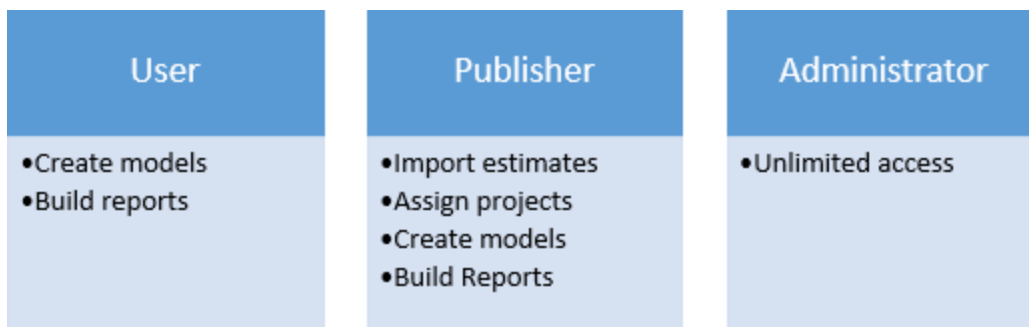 User
•Create models
•Build reports
Publisher
•Import estimates
•Assign projects
•Create models
•Build Reports
Administrator
•Unlimited access